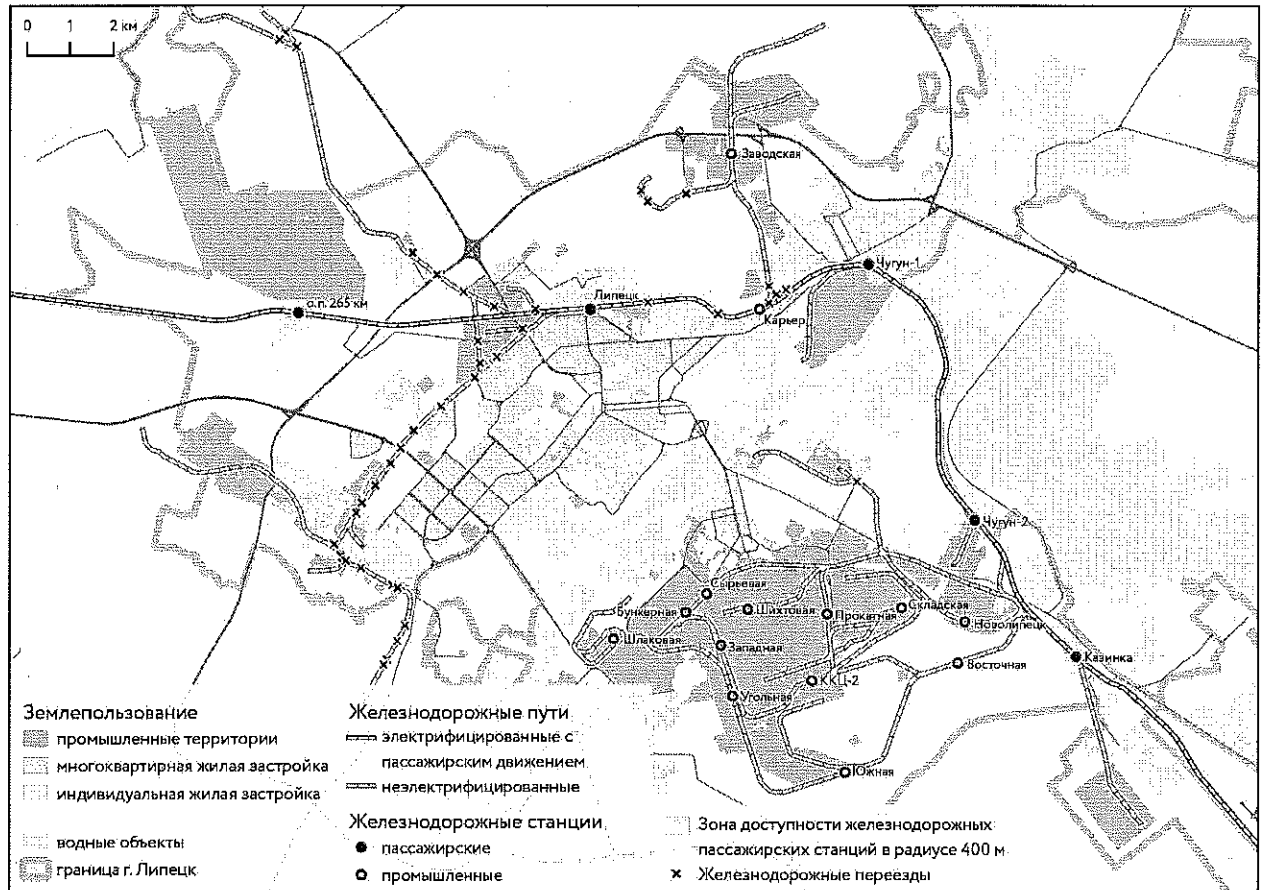 0 1 2 км
Заводская
Чугун-1
о.п. 265 км
Липецк
Карьер
Чугун-2
Сырьевая
Бункерная
Шихтовая
Прокатная
Складская
Новолипецк
Шлаковая
Западная
Восточная
Казинка
ККЦ-2
Угольная
Южная
Землепользование
промышленные территории
многоквартирная жилая застройка
индивидуальная жилая застройка
водные объекты
граница г. Липецк
Железнодорожные пути
электрифицированные с
пассажирским движением
неэлектрифицированные
Железнодорожные станции
пассажирские
промышленные
Зона доступности железнодорожных
пассажирских станций в радиусе 400 м
Железнодорожные переезды